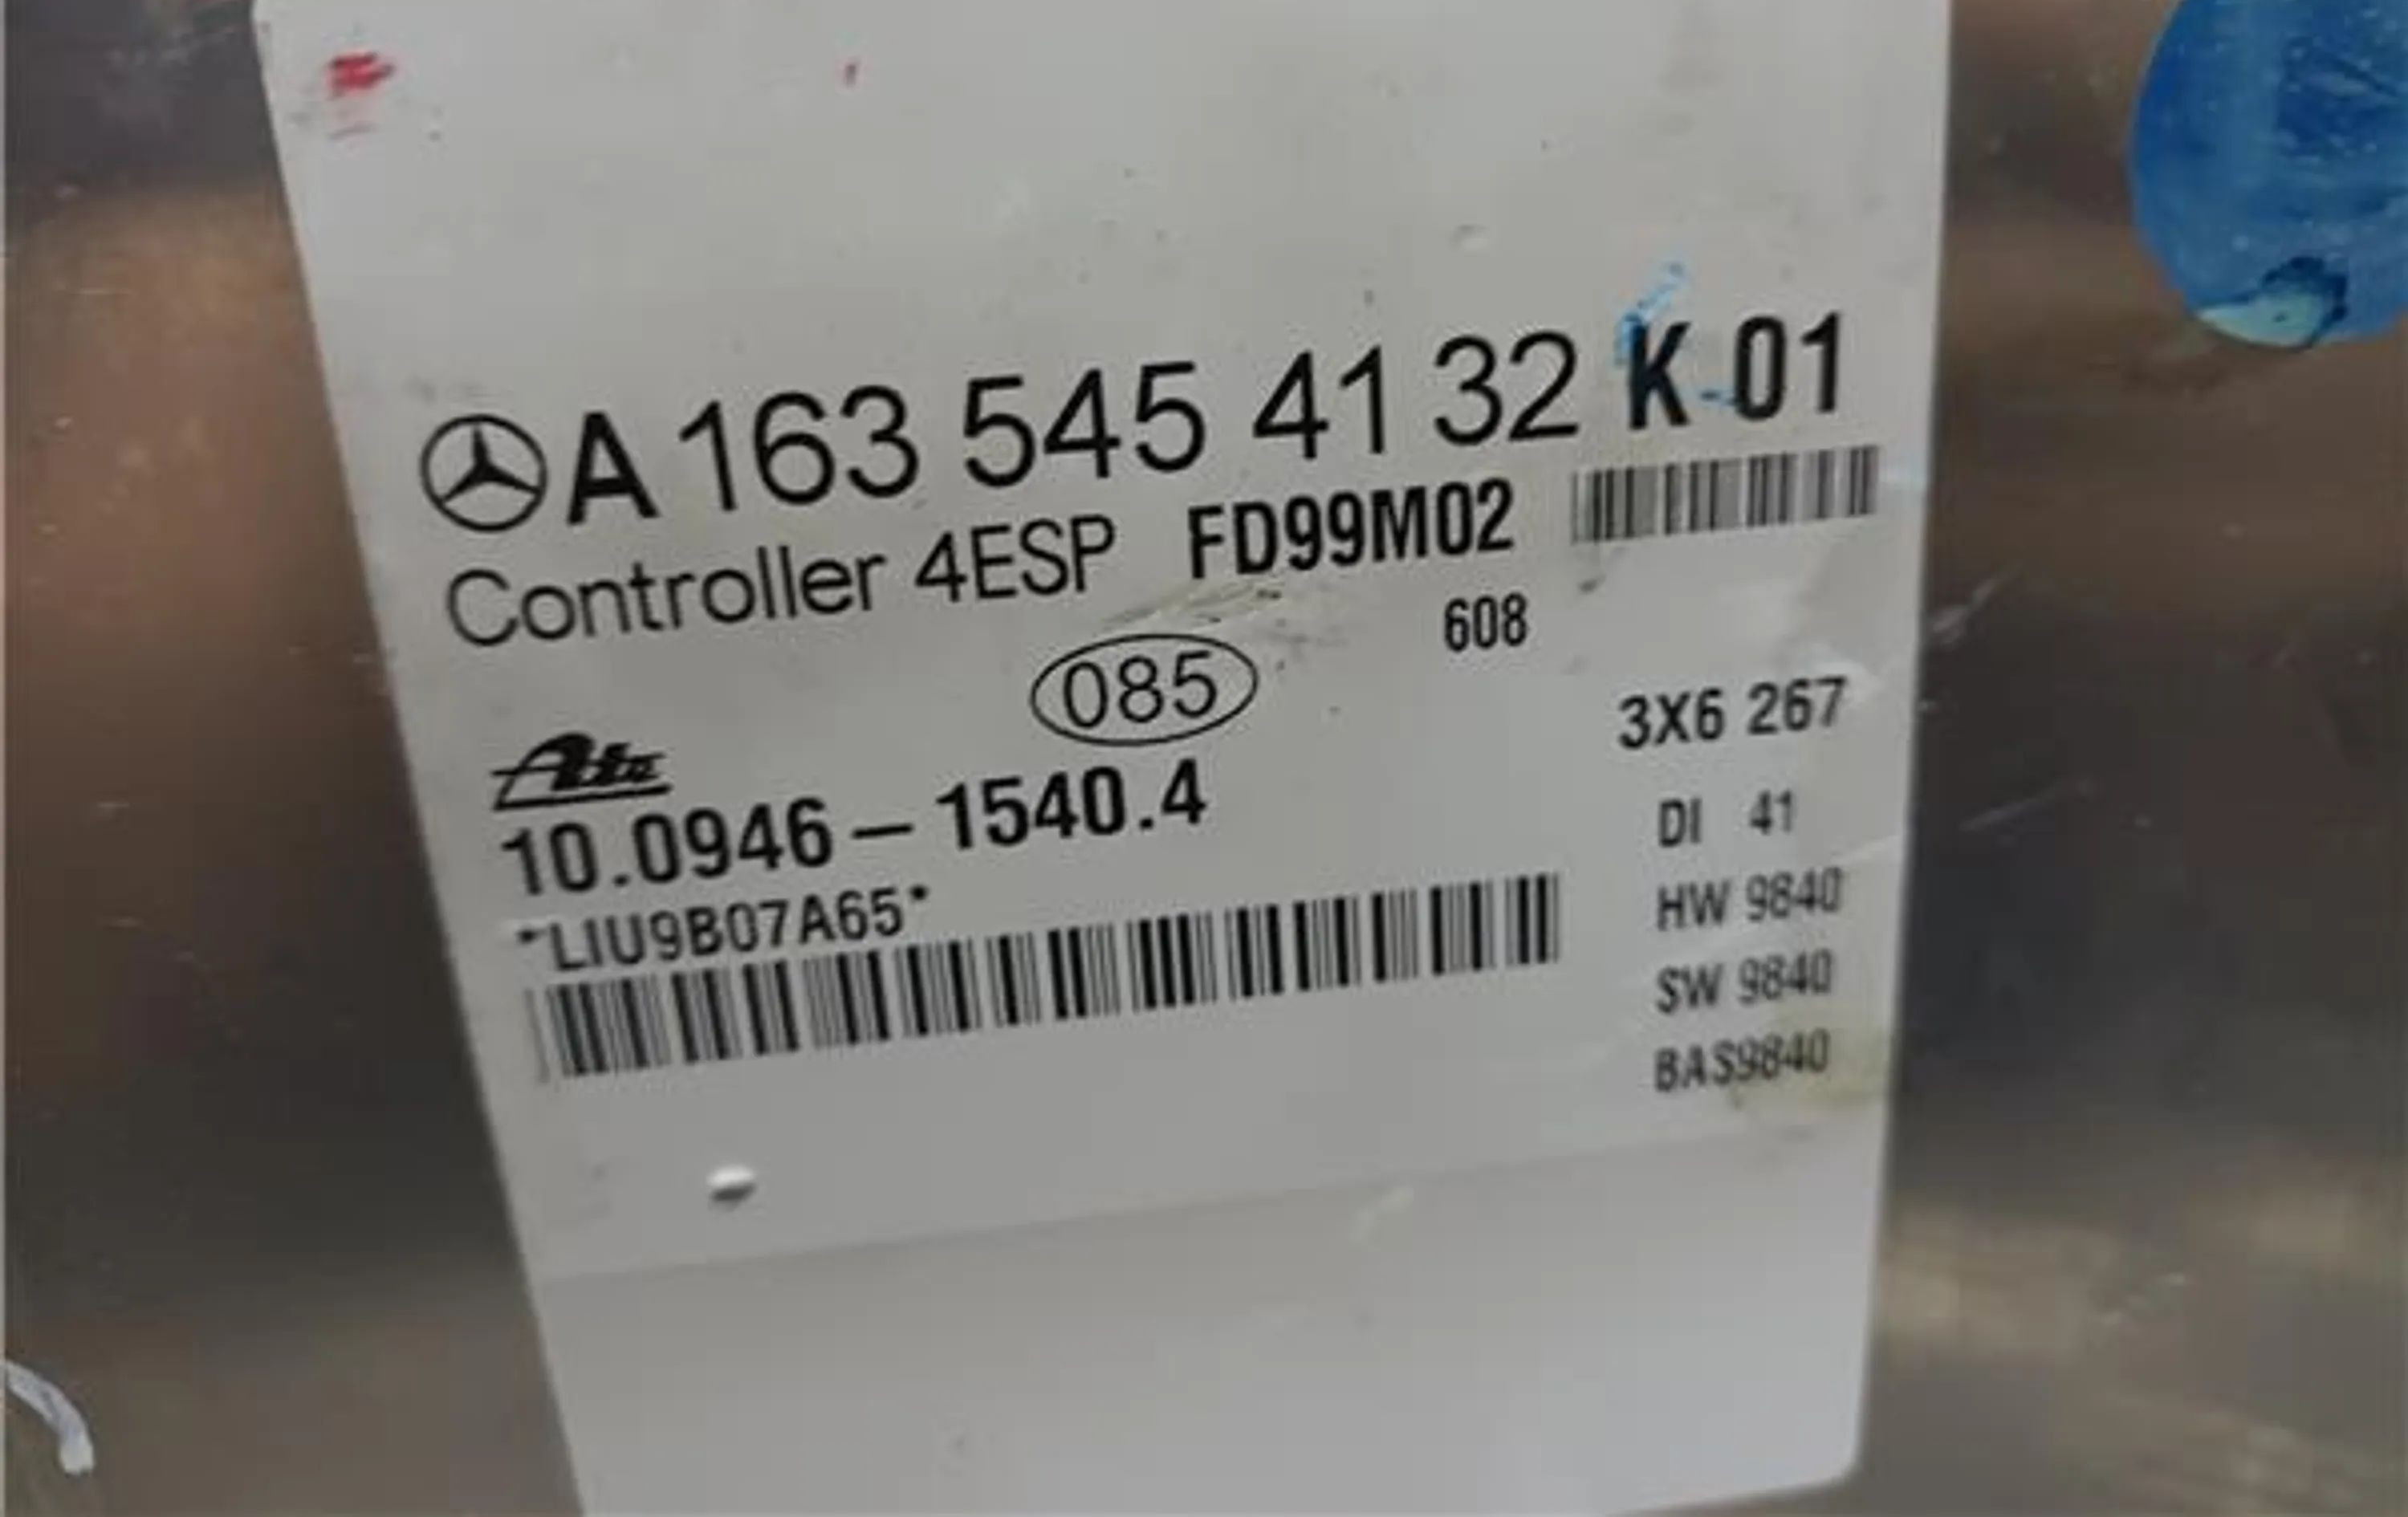 A 163 545 41 32 K-01
Controller 4ESP FD99M02
608
085
3X6 267
Ate
10.0946-1540.4
DI 41
*LIU9B07A65*
HW 9840
SW 9840
BAS9840